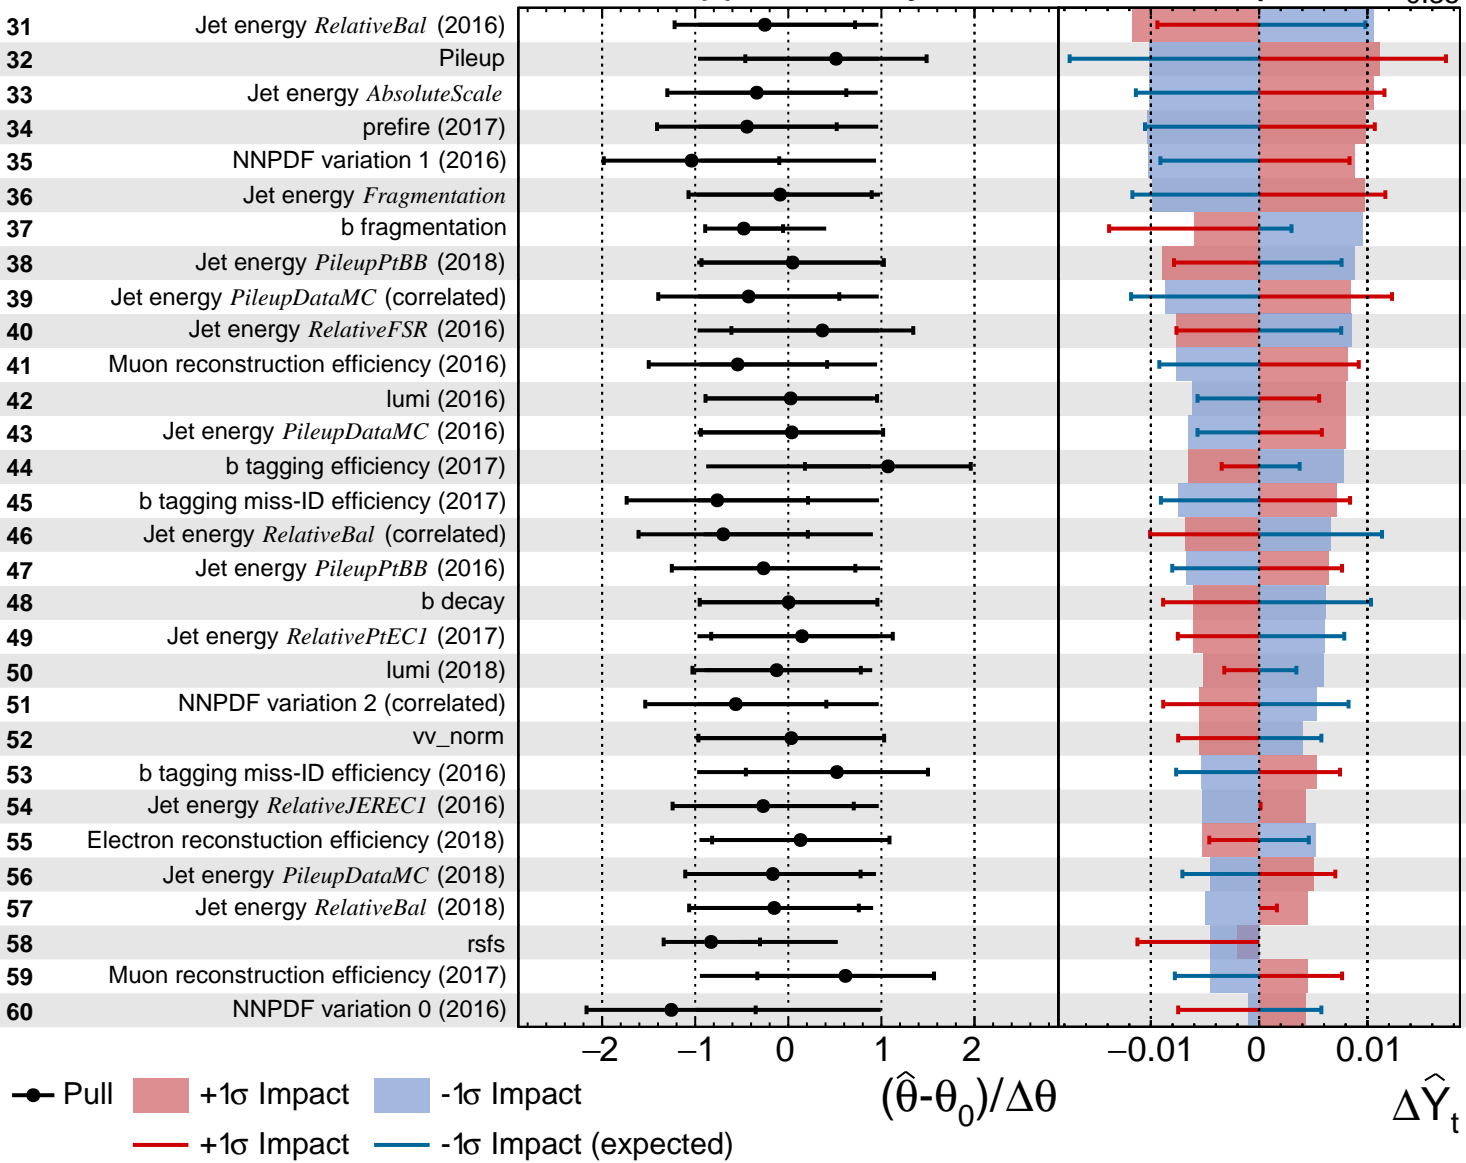 31 Jet energy RelativeBal (2016)
32 Pileup
33 Jet energy AbsoluteScale
34 prefire (2017)
35 NNPDF variation 1 (2016)
36 Jet energy Fragmentation
37 b fragmentation
38 Jet energy PileupPtBB (2018)
39 Jet energy PileupDataMC (correlated)
40 Jet energy RelativeFSR (2016)
41 Muon reconstruction efficiency (2016)
42 lumi (2016)
43 Jet energy PileupDataMC (2016)
44 b tagging efficiency (2017)
45 b tagging miss-ID efficiency (2017)
46 Jet energy RelativeBal (correlated)
47 Jet energy PileupPtBB (2016)
48 b decay
49 Jet energy RelativePtEC1 (2017)
50 lumi (2018)
51 NNPDF variation 2 (correlated)
52 vv_norm
53 b tagging miss-ID efficiency (2016)
54 Jet energy RelativeJEREC1 (2016)
55 Electron reconstuction efficiency (2018)
56 Jet energy PileupDataMC (2018)
57 Jet energy RelativeBal (2018)
58 rsfs
59 Muon reconstruction efficiency (2017)
60 NNPDF variation 0 (2016)
−2 −1 0 1 2 −0.01 0 0.01
Pull +1σ Impact -1σ Impact (θ̂-θ₀)/Δθ ΔŶₜ
+1σ Impact -1σ Impact (expected)